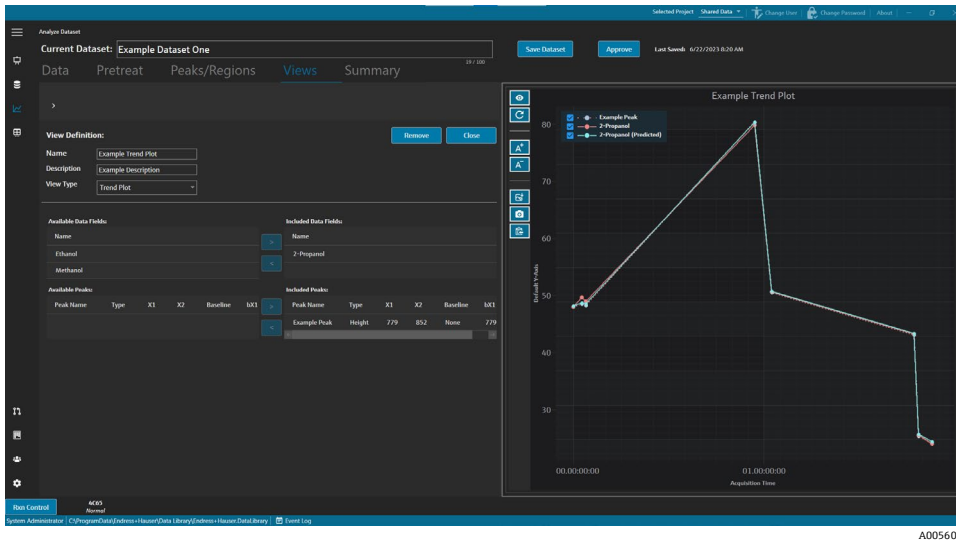 Selected Project Shared Data Change User Change Password About
Analyze Dataset
Current Dataset: Example Dataset One
19 / 100
Save Dataset Approve Last Saved: 6/22/2023 8:20 AM
Data Pretreat Peaks/Regions Views Summary
View Definition:
Remove Close
Name Example Trend Plot
Description Example Description
View Type Trend Plot
Available Data Fields:
Name
Ethanol
Methanol
>
<
Included Data Fields:
Name
2-Propanol
Available Peaks:
Peak Name Type X1 X2 Baseline bX1
>
<
Included Peaks:
Peak Name Type X1 X2 Baseline bX1
Example Peak Height 779 852 None 779
A+
A-
Example Trend Plot
Example Peak
2-Propanol
2-Propanol (Predicted)
80
70
60
50
40
30
Default Y-Axis
00.00:00:00 01.00:00:00
Acquisition Time
Rxn Control
4C65
Normal
System Administrator C:\ProgramData\Endress+Hauser\Data Library\Endress+Hauser.DataLibrary Event Log
A00560